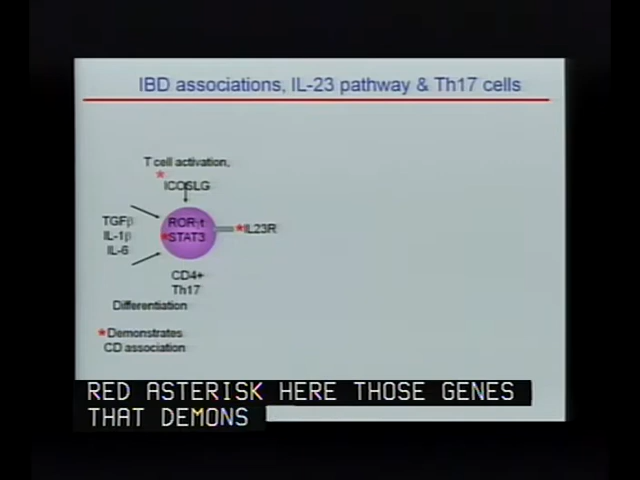 IBD associations, IL-23 pathway & Th17 cells
T cell activation,
* ICOSLG
TGFβ
IL-1β
IL-6
RORγt
*STAT3
*IL23R
CD4+
Th17
Differentiation
*Demonstrates
CD association
RED ASTERISK HERE THOSE GENES
THAT DEMONS